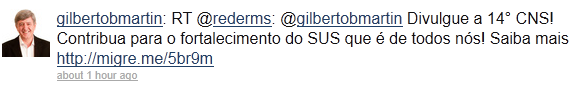 gilbertobmartin: RT @rederms: @gilbertobmartin Divulgue a 14° CNS!
Contribua para o fortalecimento do SUS que é de todos nós! Saiba mais
http://migre.me/5br9m
about 1 hour ago